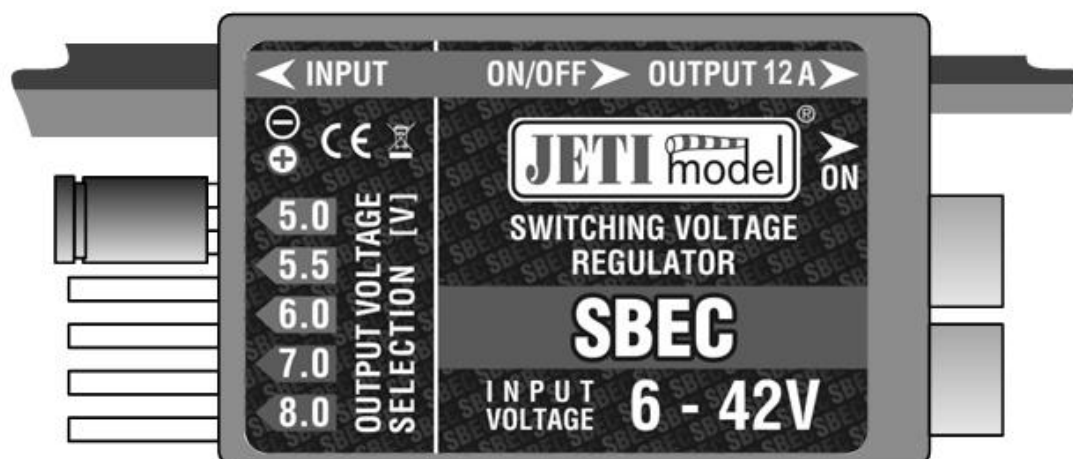 INPUT
ON/OFF
OUTPUT 12 A
− 
+
CE
®
JETI model
ON
5.0
5.5
6.0
7.0
8.0
OUTPUT VOLTAGE
SELECTION [V]
SWITCHING VOLTAGE
REGULATOR
SBEC
INPUT
VOLTAGE
6 - 42V